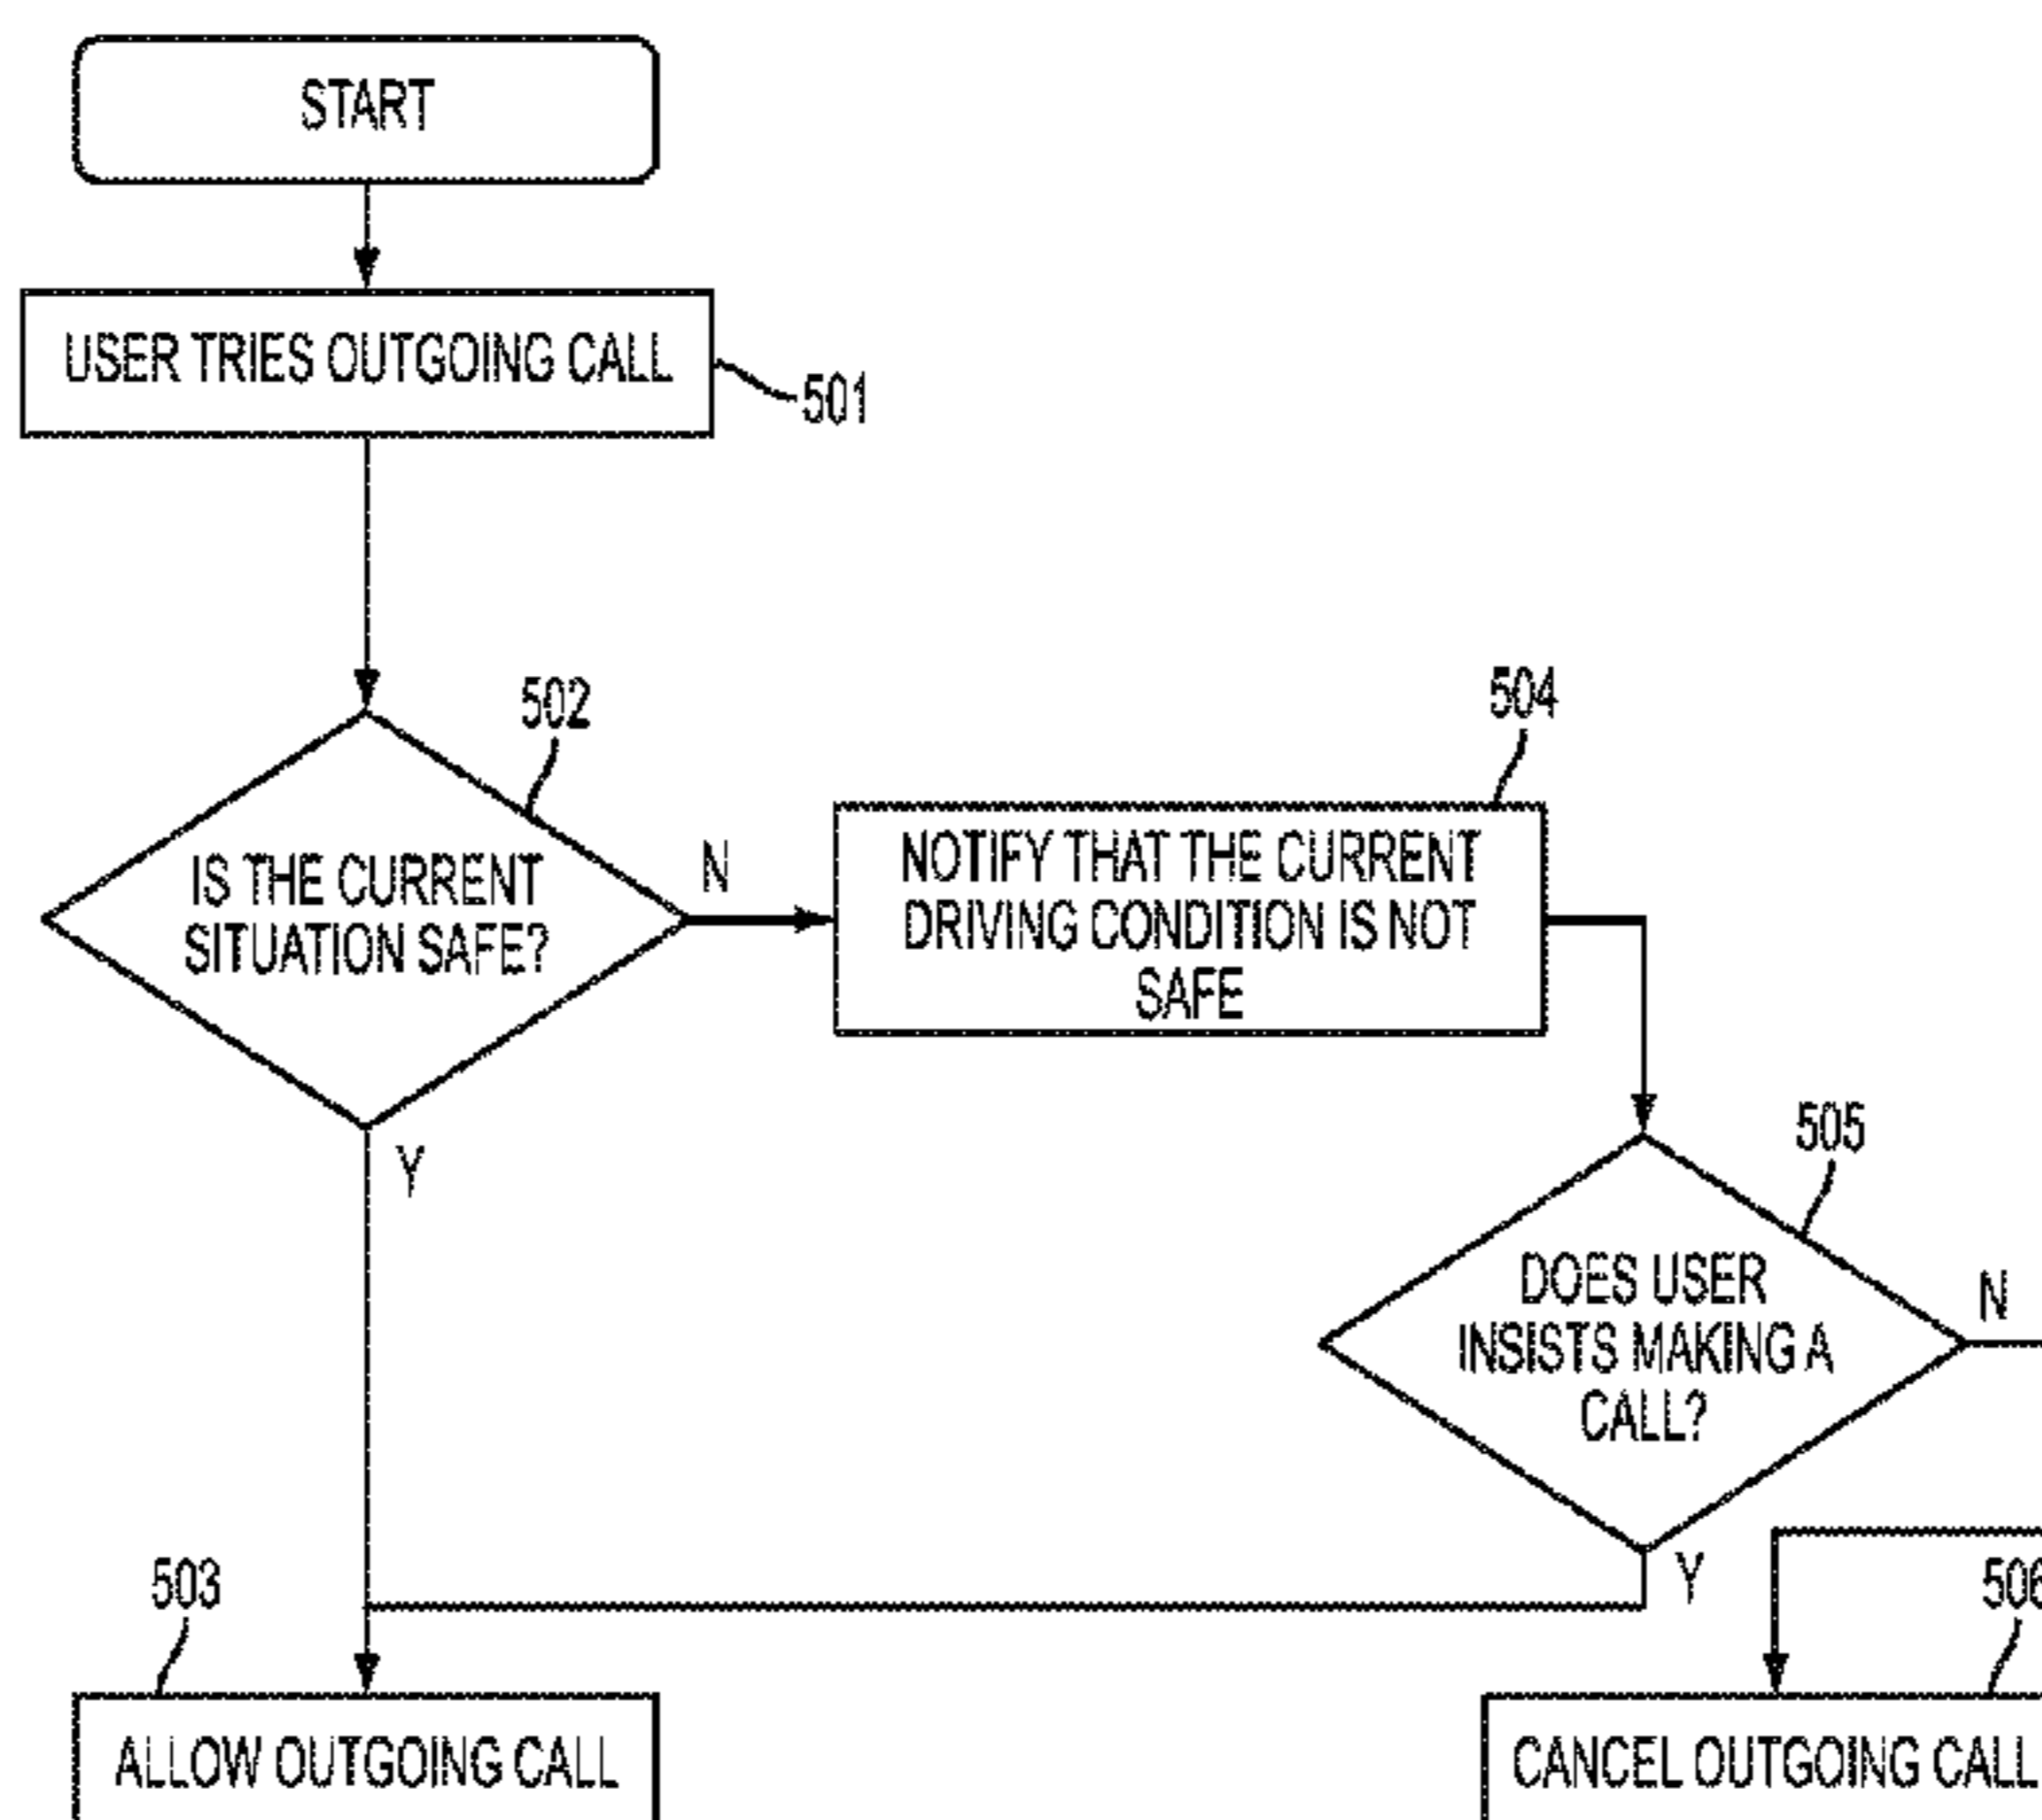 START
USER TRIES OUTGOING CALL
501
502
IS THE CURRENT
SITUATION SAFE?
N
504
NOTIFY THAT THE CURRENT
DRIVING CONDITION IS NOT
SAFE
Y
505
DOES USER
INSISTS MAKING A
CALL?
N
Y
503
ALLOW OUTGOING CALL
506
CANCEL OUTGOING CALL